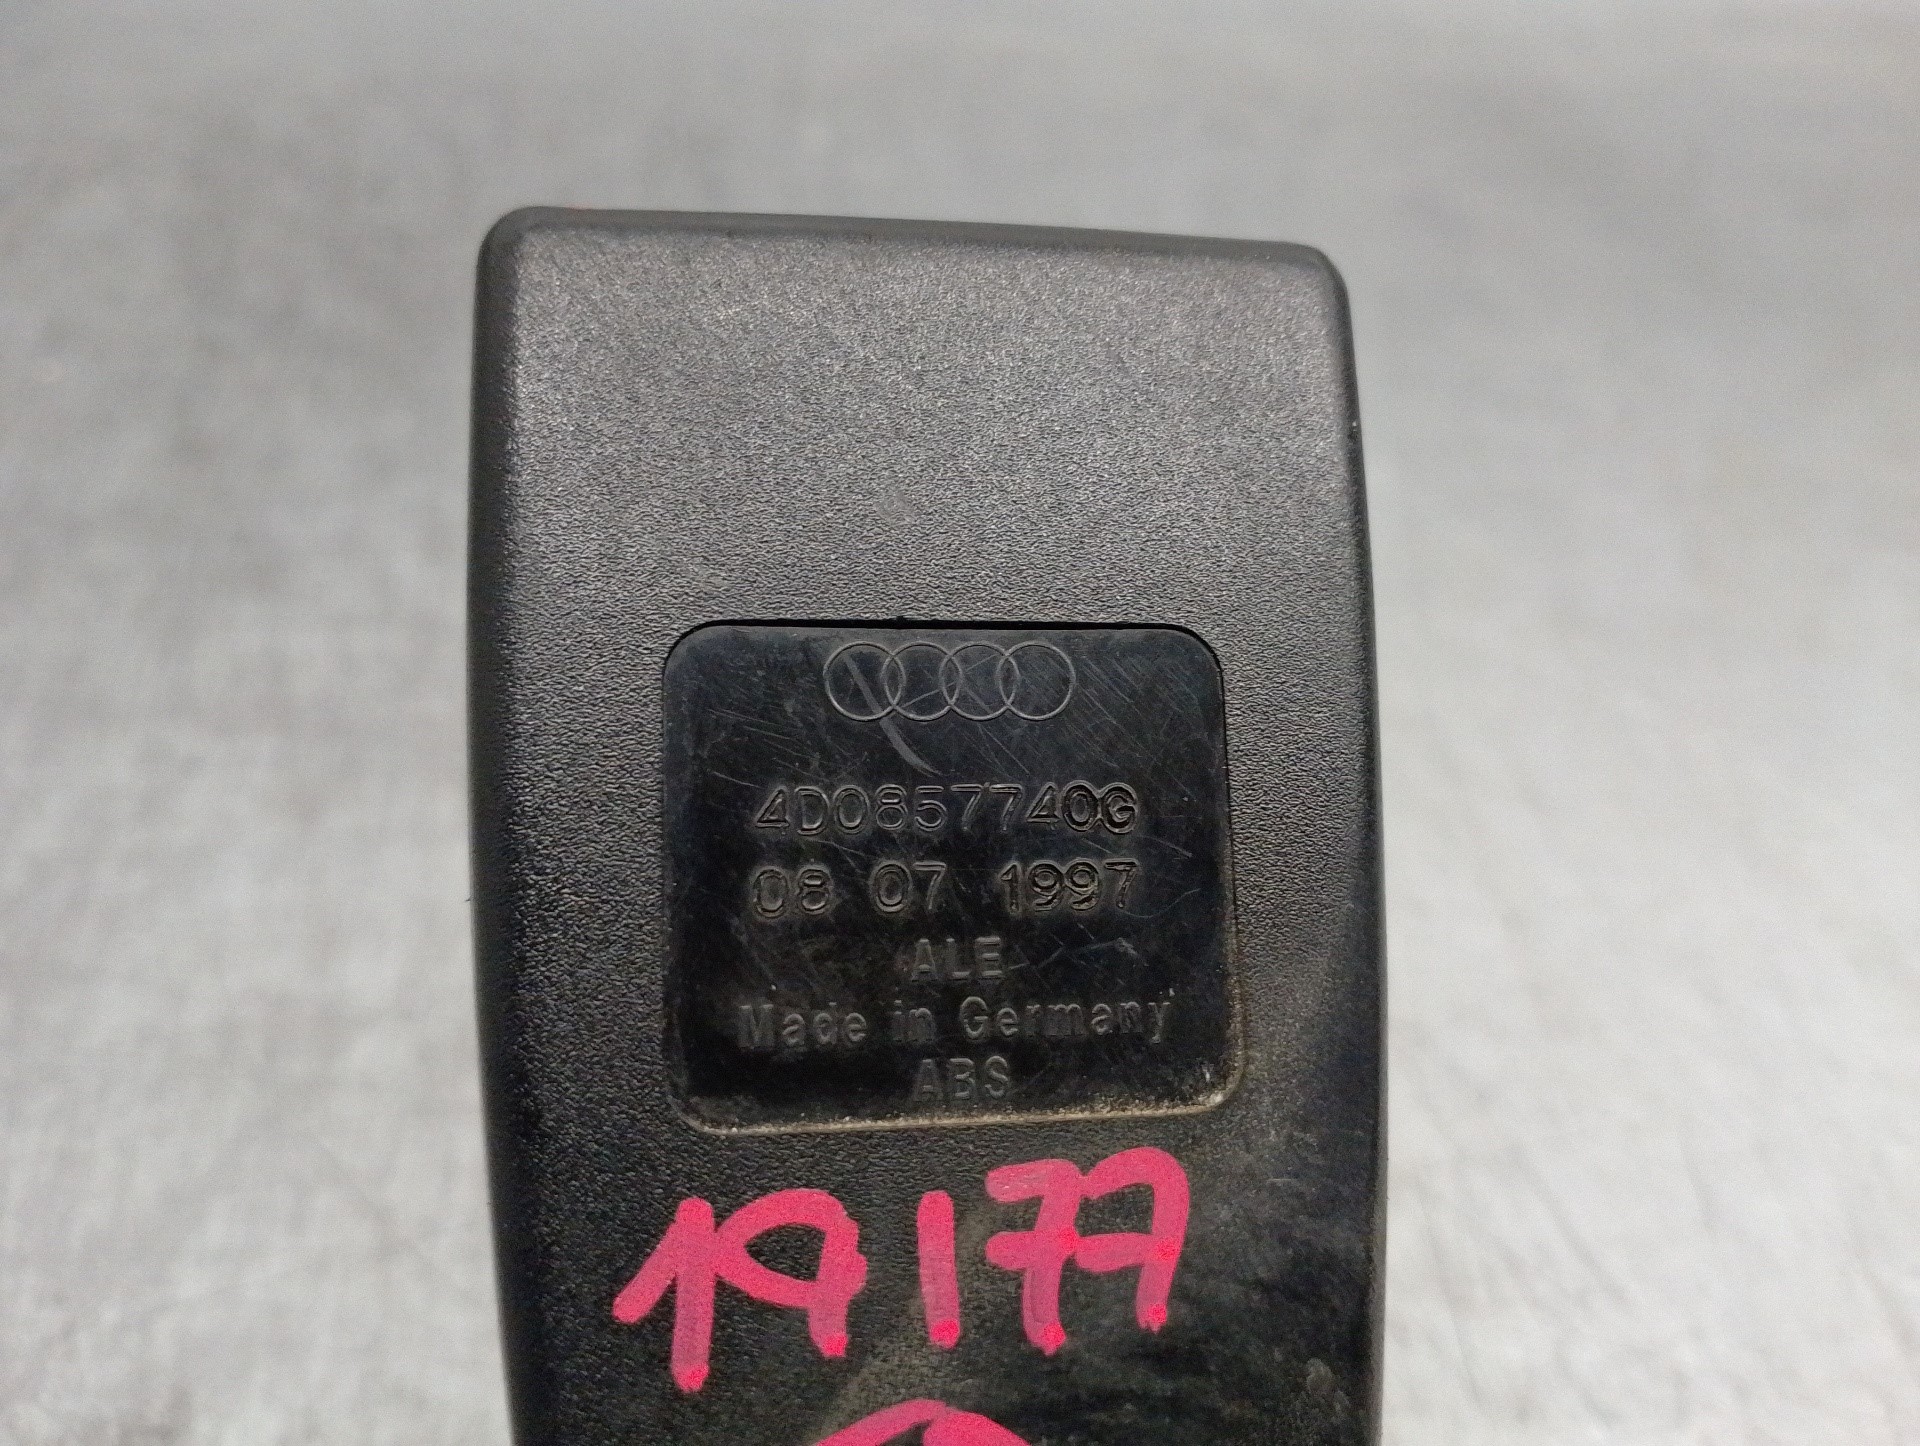 4D0857740G
08 07 1997
ALE
Made in Germany
ABS
19177